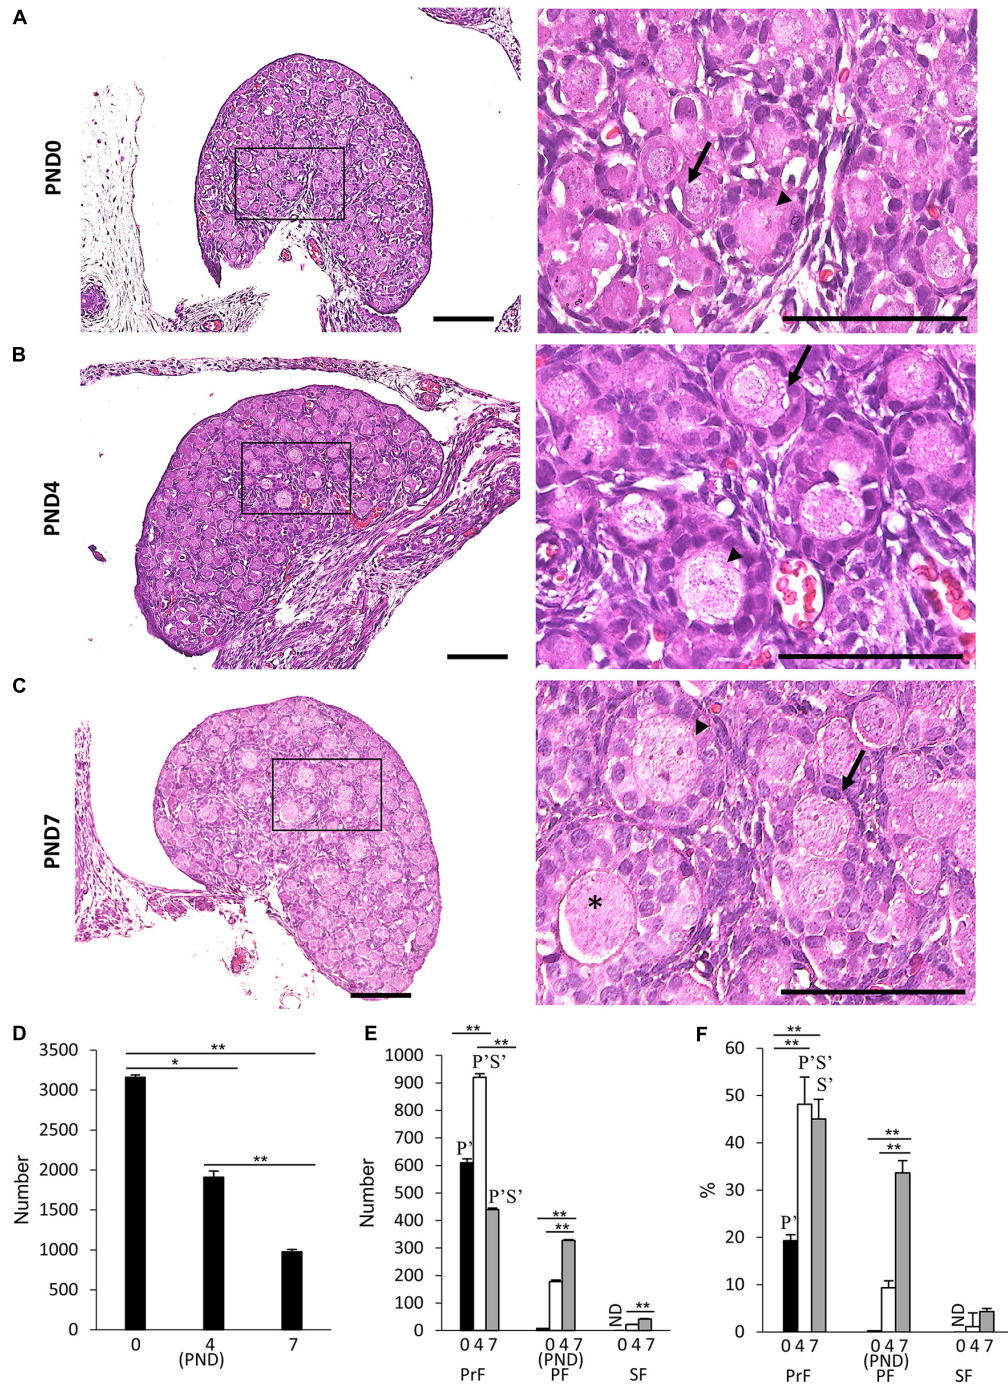 A
PND0
B
PND4
C
PND7
*
D
3500
3000
2500
2000
1500
1000
500
0
Number
**
*
**
0 4 7
(PND)
E
1000
900
800
700
600
500
400
300
200
100
0
Number
**
**
P'S'
P'
P'S'
**
**
ND
**
0 4 7 0 4 7 0 4 7
(PND)
PrF PF SF
F
60
50
40
30
20
10
0
%
**
**
P'S'
S'
P'
**
**
ND
0 4 7 0 4 7 0 4 7
(PND)
PrF PF SF